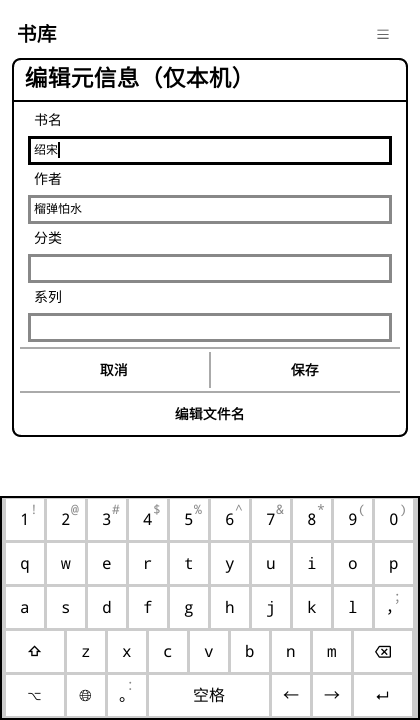 书库
编辑元信息（仅本机）
书名
绍宋
作者
榴弹怕水
分类
系列
取消 保存
编辑文件名
1 ! 2 @ 3 # 4 $ 5 % 6 ^ 7 & 8 * 9 ( 0 )
q w e r t y u i o p
a s d f g h j k l , ;
z x c v b n m
。 : 空格 ← →